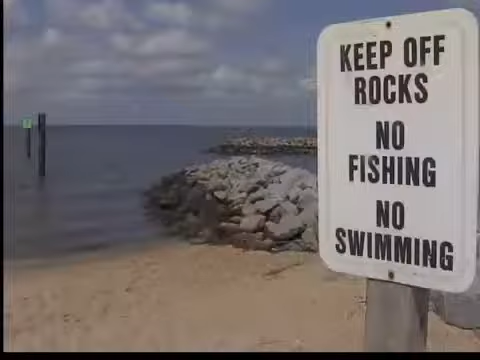 KEEP OFF
ROCKS
NO
FISHING
NO
SWIMMING